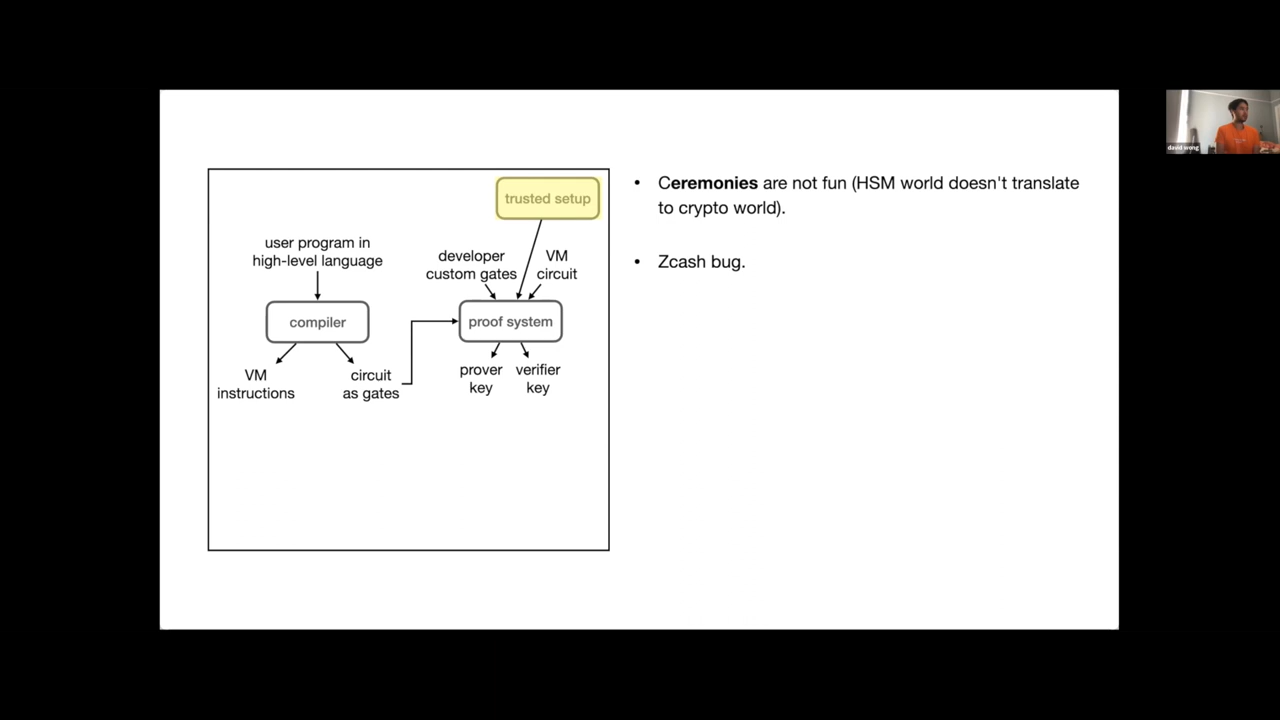 trusted setup
user program in
high-level language
developer
custom gates
VM
circuit
compiler
proof system
VM
instructions
circuit
as gates
prover
key
verifier
key
• Ceremonies are not fun (HSM world doesn't translate
to crypto world).
• Zcash bug.
david wong